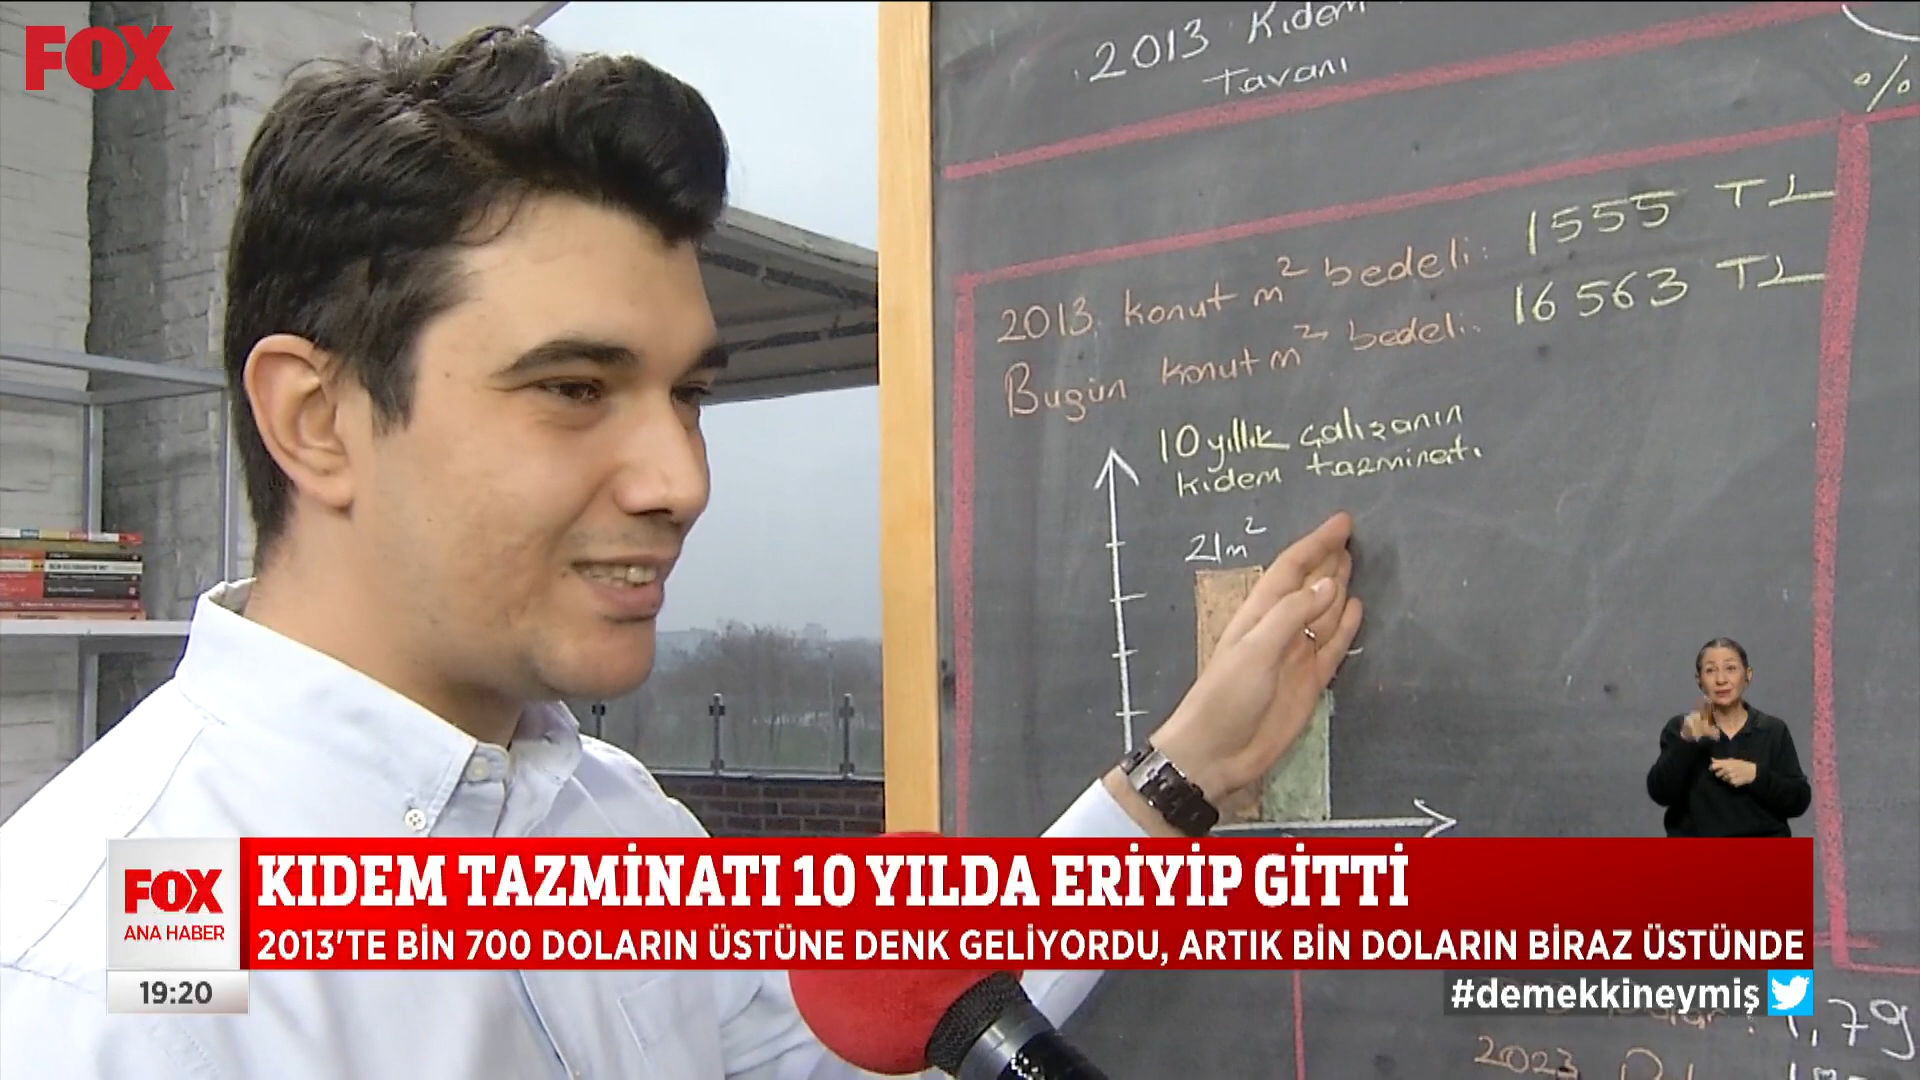 FOX
2013 Kıdem
Tavanı
%
2013 konut m² bedeli: 1555 TL
Bugün konut m² bedeli: 16 563 TL
10 yıllık çalışanın
kıdem tazminatı
21m²
FOX
ANA HABER
KIDEM TAZMİNATI 10 YILDA ERİYİP GİTTİ
2013'TE BİN 700 DOLARIN ÜSTÜNE DENK GELİYORDU, ARTIK BİN DOLARIN BİRAZ ÜSTÜNDE
19:20
#demekkineymiş
1,79
2023